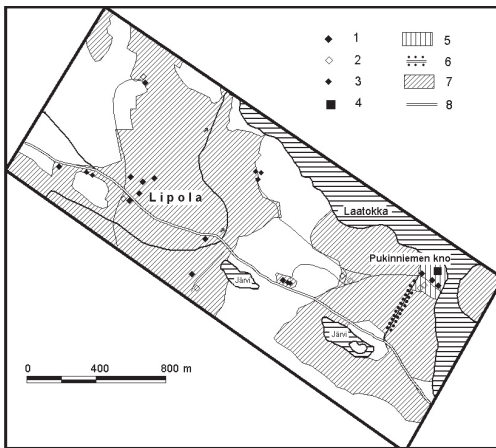 1 5
2 6
3 7
4 8
Lipola
Laatokka
Pukinniemen kno
Järvi
Järvi
0 400 800 m